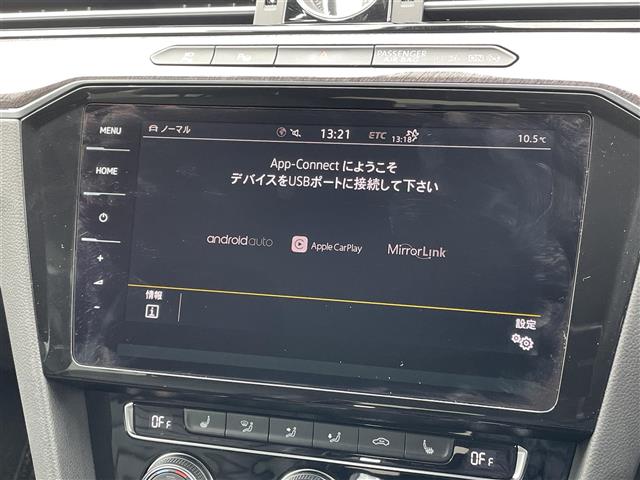 PASSENGER
AIR BAG
MENU
HOME
+
-
ノーマル 13:21 ETC 13:18 10.5℃
App-Connect にようこそ
デバイスをUSBポートに接続して下さい
androidauto Apple CarPlay MirrorLink
情報
設定
OFF OFF